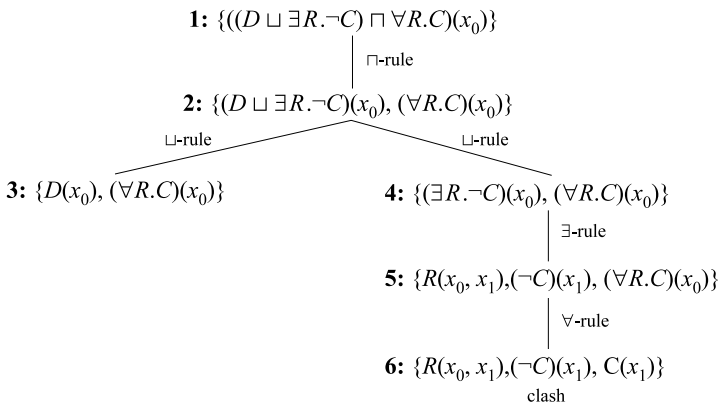 1: {((D ⊔ ∃R.¬C) ⊓ ∀R.C)(x₀)}
⊓-rule
2: {(D ⊔ ∃R.¬C)(x₀), (∀R.C)(x₀)}
⊔-rule ⊔-rule
3: {D(x₀), (∀R.C)(x₀)} 4: {(∃R.¬C)(x₀), (∀R.C)(x₀)}
∃-rule
5: {R(x₀, x₁),(¬C)(x₁), (∀R.C)(x₀)}
∀-rule
6: {R(x₀, x₁),(¬C)(x₁), C(x₁)}
clash